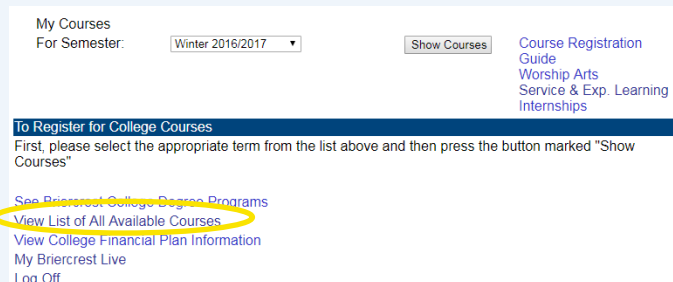 My Courses
For Semester:
Winter 2016/2017
Show Courses
Course Registration
Guide
Worship Arts
Service & Exp. Learning
Internships
To Register for College Courses
First, please select the appropriate term from the list above and then press the button marked "Show
Courses"
See Briercrest College Degree Programs
View List of All Available Courses
View College Financial Plan Information
My Briercrest Live
Log Off